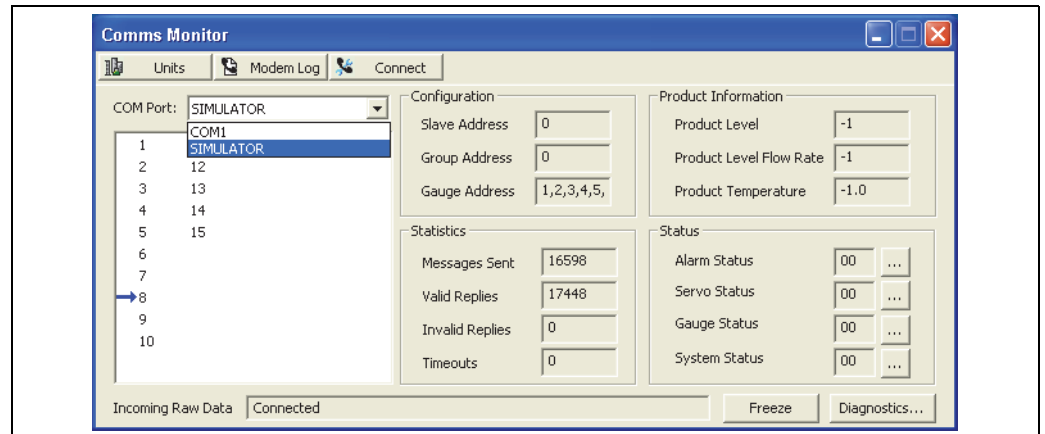 Comms Monitor
Units Modem Log Connect
COM Port: SIMULATOR
COM1
SIMULATOR
1
2 12
3 13
4 14
5 15
6
7
8
9
10
Configuration
Slave Address 0
Group Address 0
Gauge Address 1,2,3,4,5,
Product Information
Product Level -1
Product Level Flow Rate -1
Product Temperature -1.0
Statistics
Messages Sent 16598
Valid Replies 17448
Invalid Replies 0
Timeouts 0
Status
Alarm Status 00 ...
Servo Status 00 ...
Gauge Status 00 ...
System Status 00 ...
Incoming Raw Data Connected
Freeze Diagnostics...